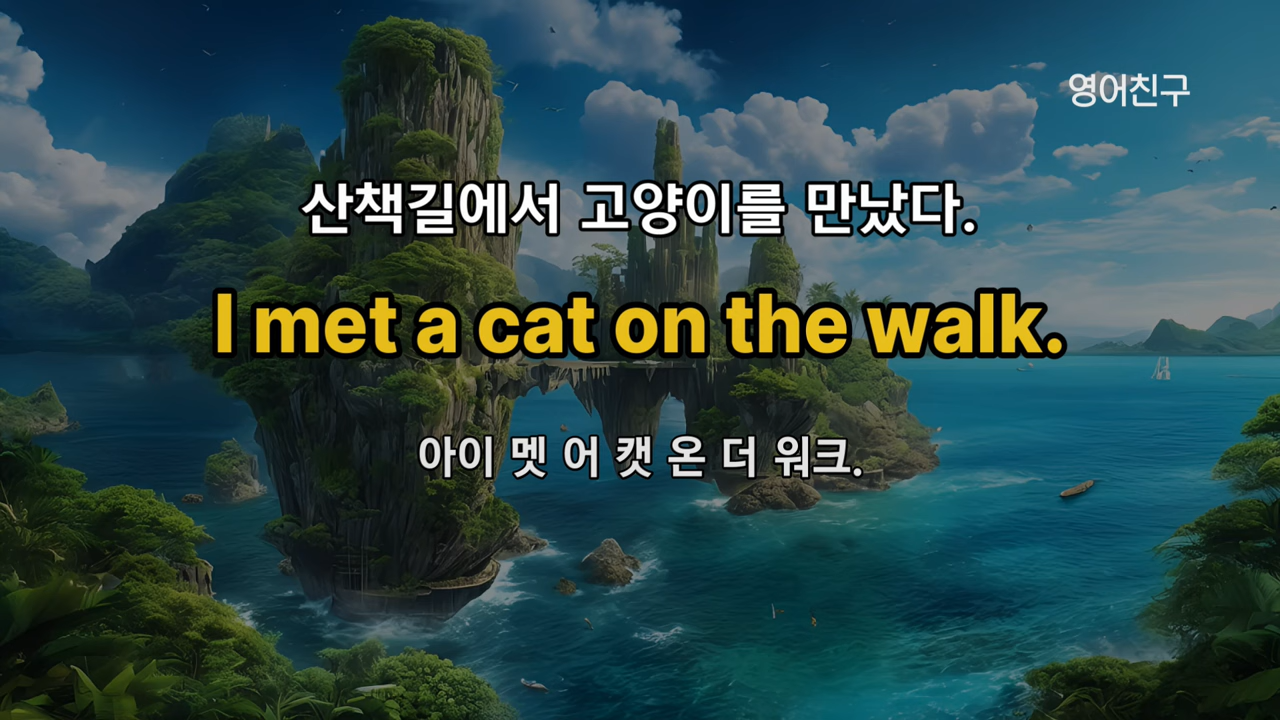 영어친구
산책길에서 고양이를 만났다.
I met a cat on the walk.
아이 멧 어 캣 온 더 워크.